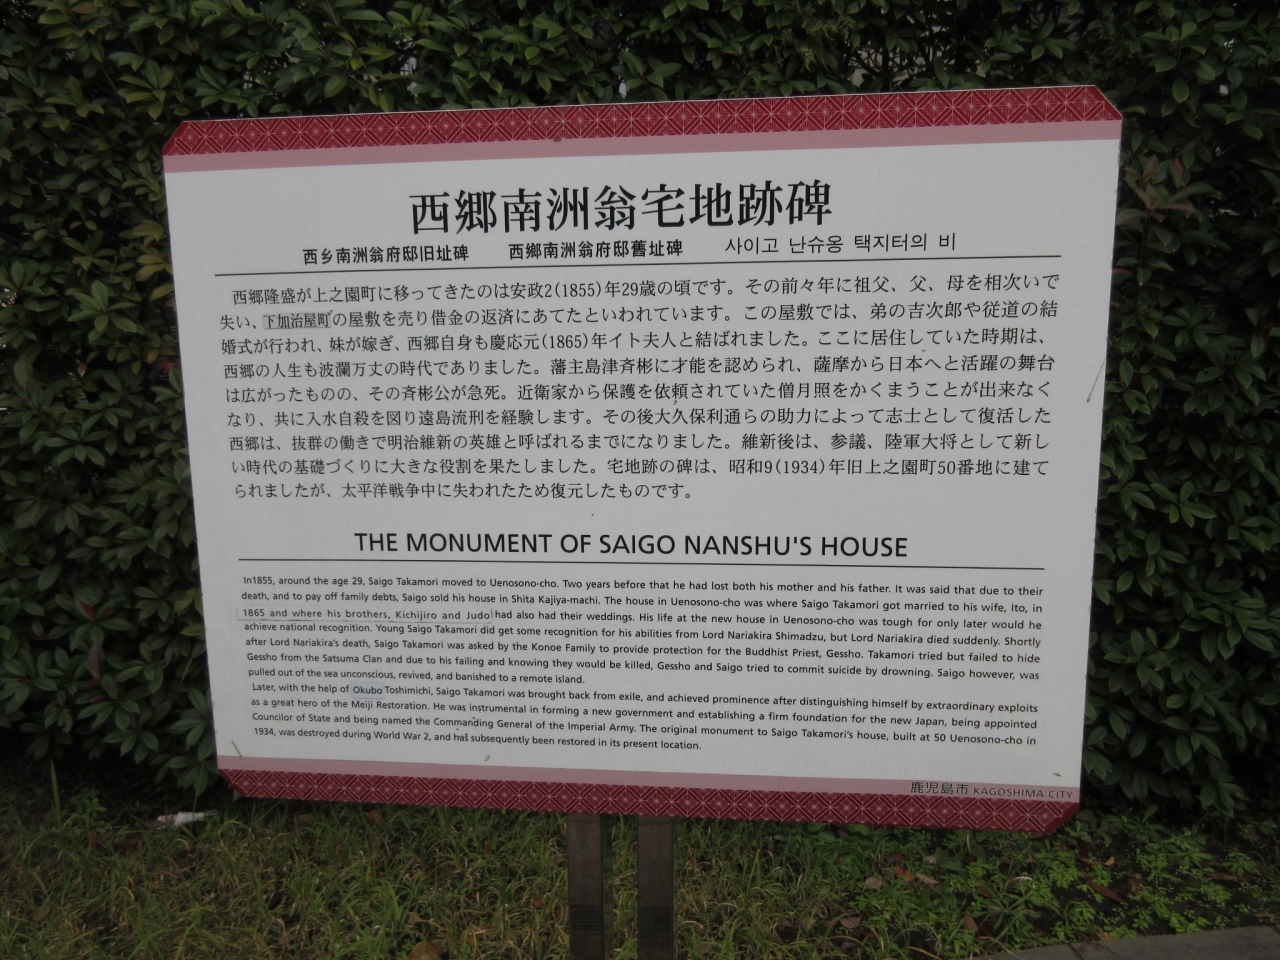 西郷南洲翁宅地跡碑
西乡南洲翁府邸旧址碑 西鄉南洲翁府邸舊址碑 사이고 난슈옹 택지터의 비
西郷隆盛が上之園町に移ってきたのは安政2(1855)年29歳の頃です。その前々年に祖父、父、母を相次いで
失い、下加治屋町の屋敷を売り借金の返済にあてたといわれています。この屋敷では、弟の吉次郎や従道の結
婚式が行われ、妹が嫁ぎ、西郷自身も慶応元(1865)年イト夫人と結ばれました。ここに居住していた時期は、
西郷の人生も波瀾万丈の時代でありました。藩主島津斉彬に才能を認められ、薩摩から日本へと活躍の舞台
は広がったものの、その斉彬公が急死。近衛家から保護を依頼されていた僧月照をかくまうことが出来なく
なり、共に入水自殺を図り遠島流刑を経験します。その後大久保利通らの助力によって志士として復活した
西郷は、抜群の働きで明治維新の英雄と呼ばれるまでになりました。維新後は、参議、陸軍大将として新し
い時代の基礎づくりに大きな役割を果たしました。宅地跡の碑は、昭和9(1934)年旧上之園町50番地に建て
られましたが、太平洋戦争中に失われたため復元したものです。
THE MONUMENT OF SAIGO NANSHU'S HOUSE
In1855, around the age 29, Saigo Takamori moved to Uenosono-cho. Two years before that he had lost both his mother and his father. It was said that due to their
death, and to pay off family debts, Saigo sold his house in Shita Kajiya-machi. The house in Uenosono-cho was where Saigo Takamori got married to his wife, Ito, in
1865 and where his brothers, Kichijiro and Judo had also had their weddings. His life at the new house in Uenosono-cho was tough for only later would he
achieve national recognition. Young Saigo Takamori did get some recognition for his abilities from Lord Nariakira Shimadzu, but Lord Nariakira died suddenly. Shortly
after Lord Nariakira's death, Saigo Takamori was asked by the Konoe Family to provide protection for the Buddhist Priest, Gessho. Takamori tried but failed to hide
Gessho from the Satsuma Clan and due to his failing and knowing they would be killed, Gessho and Saigo tried to commit suicide by drowning. Saigo however, was
pulled out of the sea unconscious, revived, and banished to a remote island.
Later, with the help of Okubo Toshimichi, Saigo Takamori was brought back from exile, and achieved prominence after distinguishing himself by extraordinary exploits
as a great hero of the Meiji Restoration. He was instrumental in forming a new government and establishing a firm foundation for the new Japan, being appointed
Councilor of State and being named the Commanding General of the Imperial Army. The original monument to Saigo Takamori's house, built at 50 Uenosono-cho in
1934, was destroyed during World War 2, and has subsequently been restored in its present location.
鹿児島市 KAGOSHIMA CITY